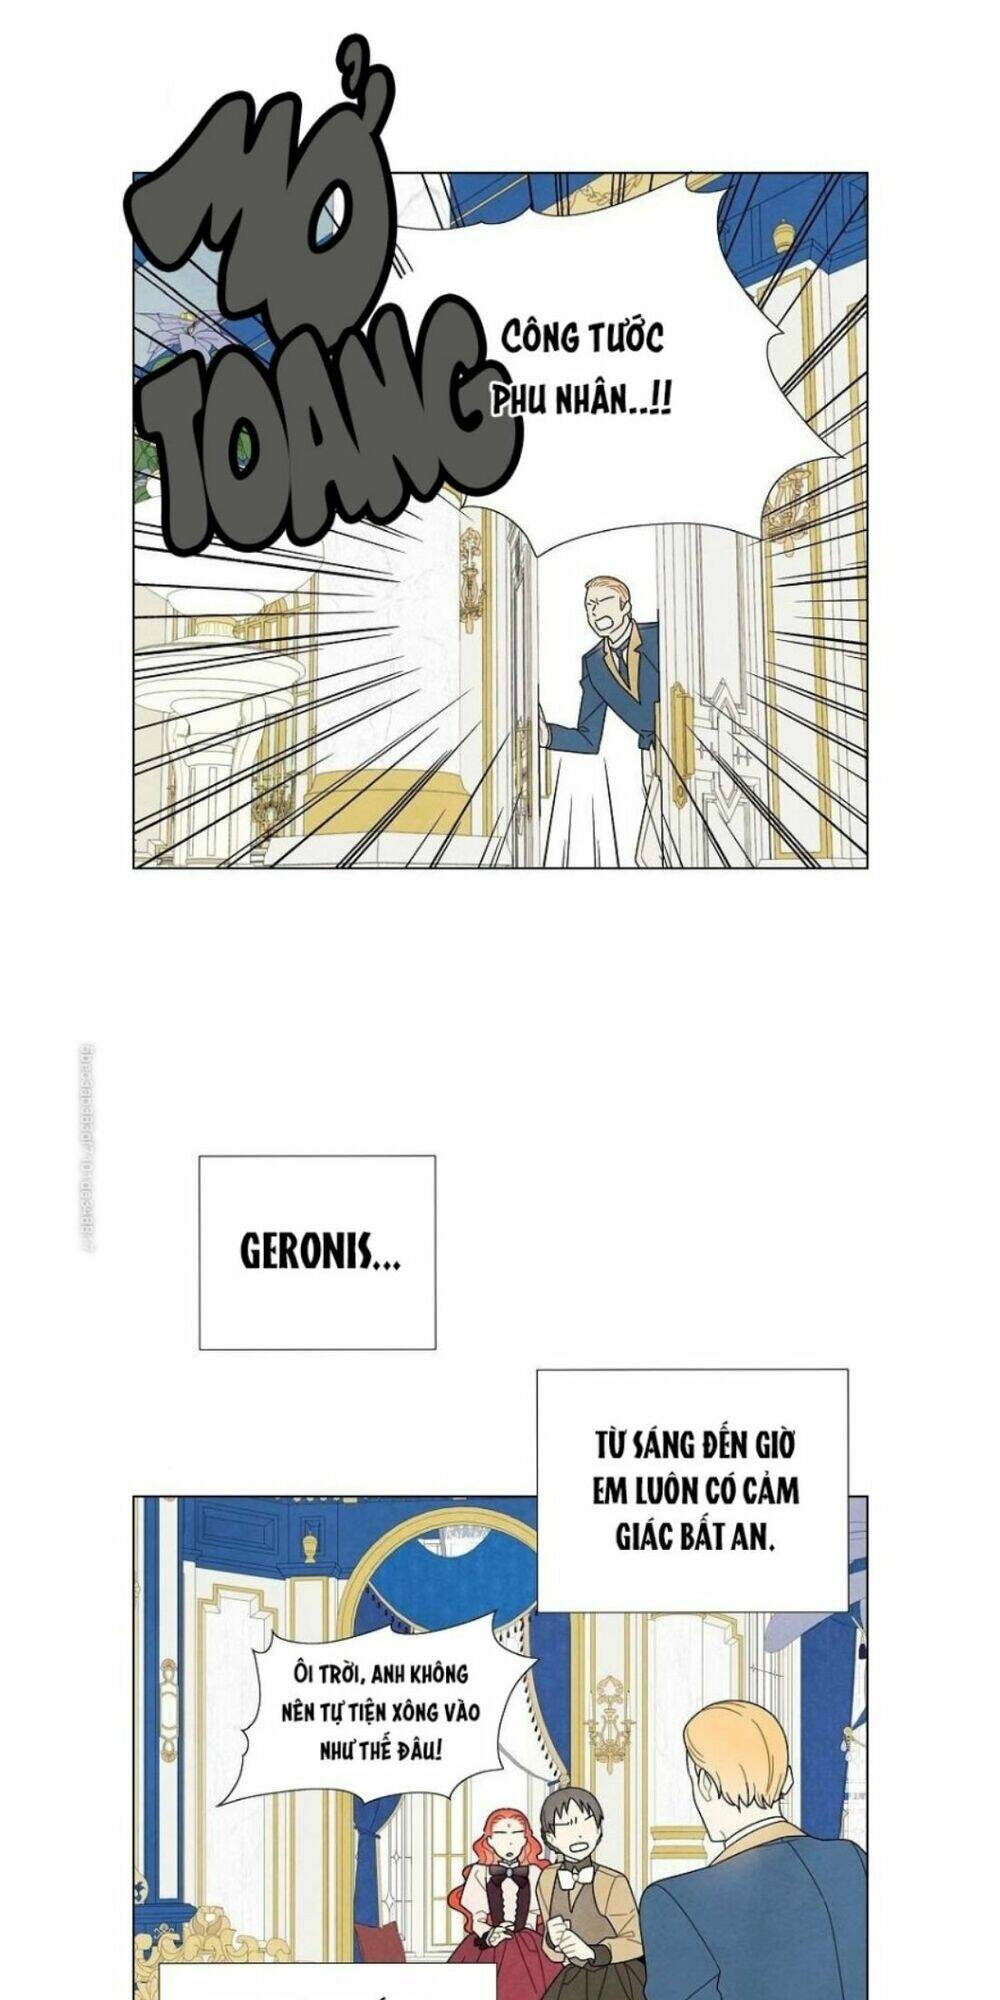 MỞ
TOANG
CÔNG TƯỚC
PHU NHÂN..!!
GERONIS...
TỪ SÁNG ĐẾN GIỜ
EM LUÔN CÓ CẢM
GIÁC BẤT AN.
ÔI TRỜI, ANH KHÔNG
NÊN TỰ TIỆN XÔNG VÀO
NHƯ THẾ ĐÂU!